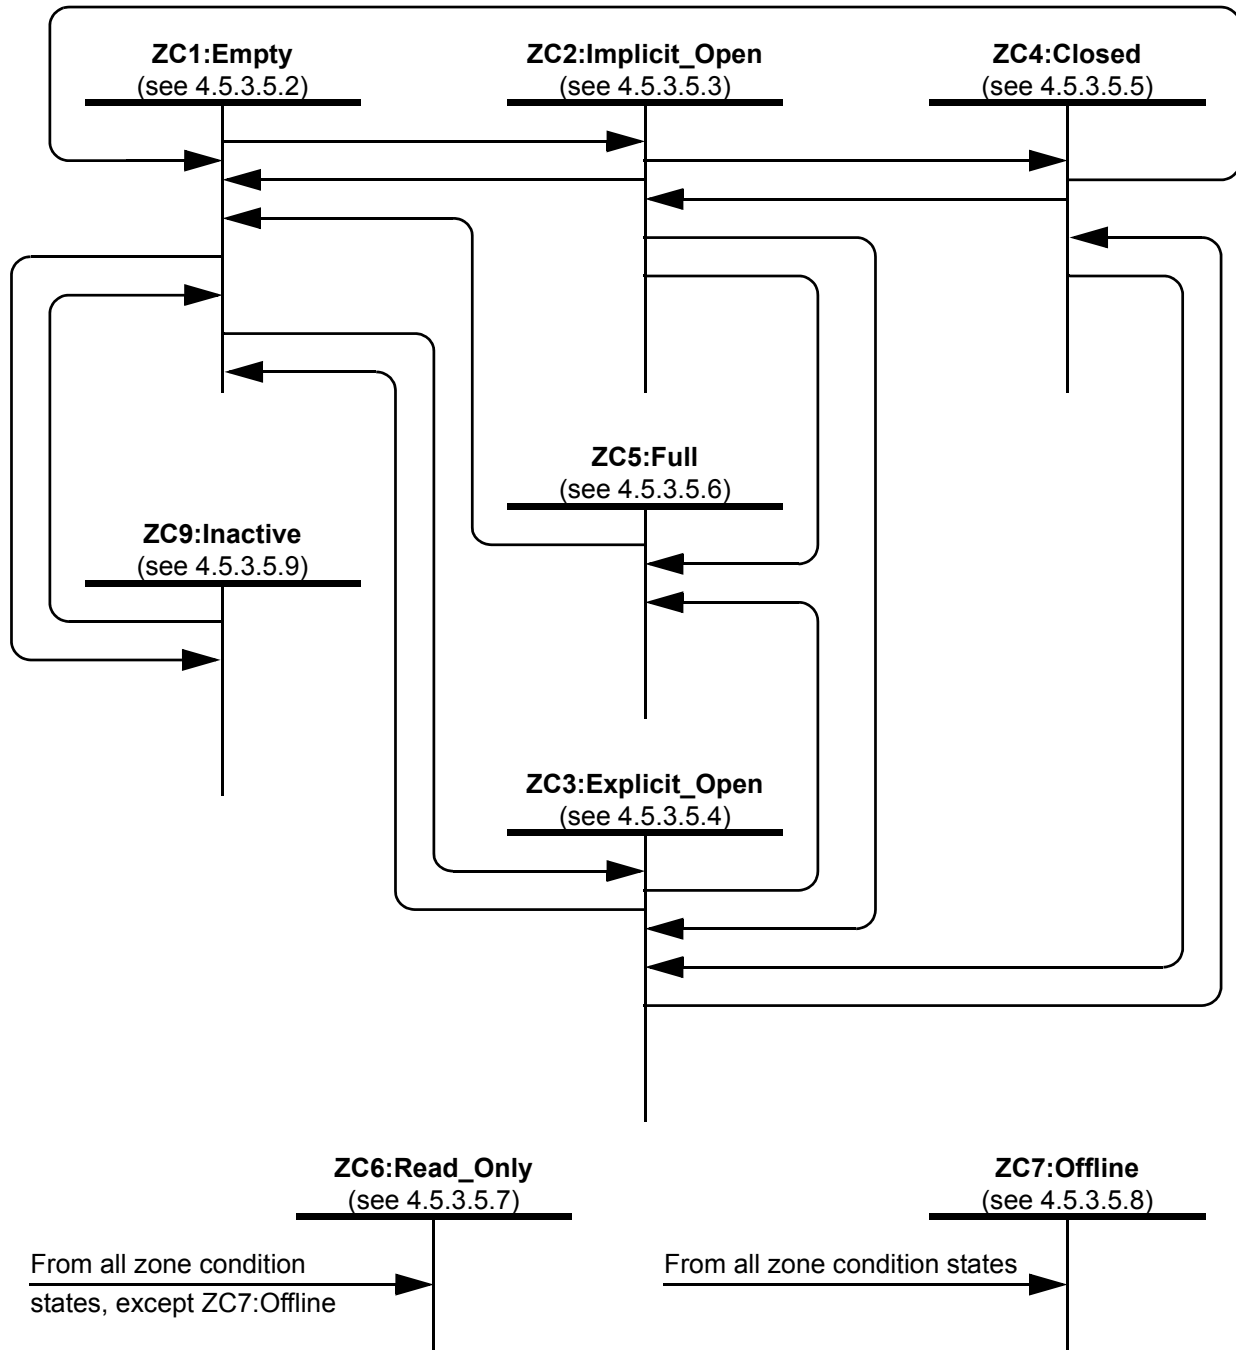 ZC1:Empty
(see 4.5.3.5.2)
ZC2:Implicit_Open
(see 4.5.3.5.3)
ZC4:Closed
(see 4.5.3.5.5)
ZC5:Full
(see 4.5.3.5.6)
ZC9:Inactive
(see 4.5.3.5.9)
ZC3:Explicit_Open
(see 4.5.3.5.4)
ZC6:Read_Only
(see 4.5.3.5.7)
From all zone condition
states, except ZC7:Offline
ZC7:Offline
(see 4.5.3.5.8)
From all zone condition states